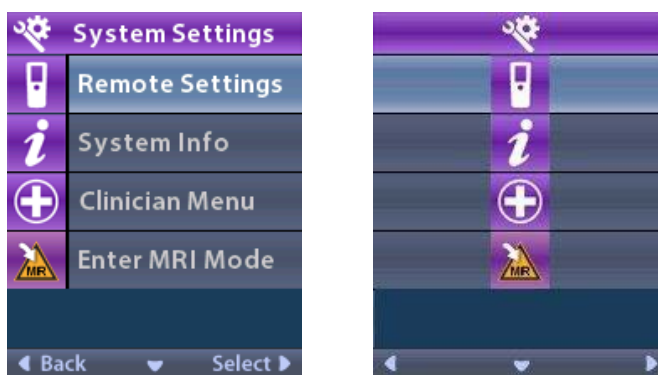 System Settings
Remote Settings
System Info
Clinician Menu
MR Enter MRI Mode
Back Select
MR